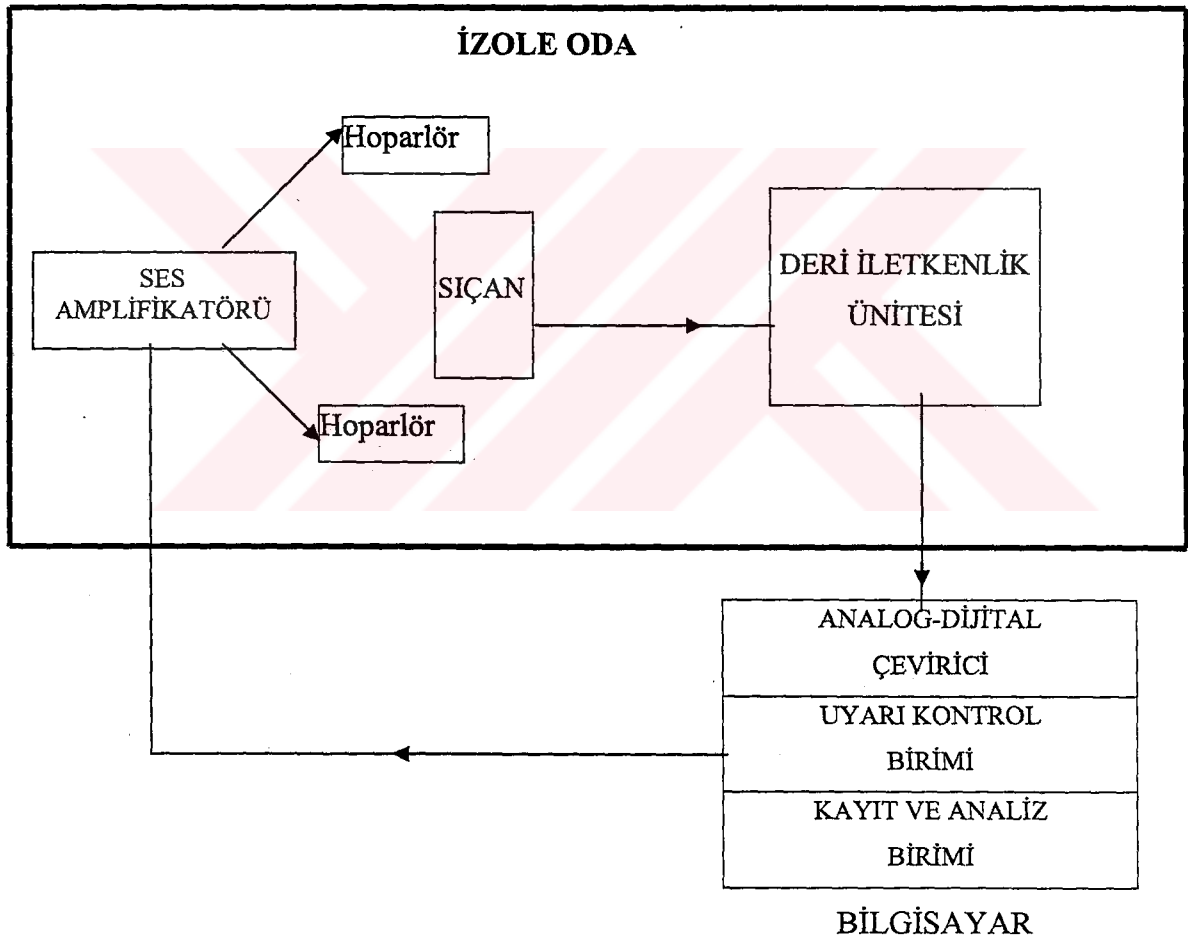 İZOLE ODA
Hoparlör
SES
AMPLİFİKATÖRÜ
SIÇAN
DERİ İLETKENLİK
ÜNİTESİ
Hoparlör
ANALOG-DİJİTAL
ÇEVİRİCİ
UYARI KONTROL
BİRİMİ
KAYIT VE ANALİZ
BİRİMİ
BİLGİSAYAR